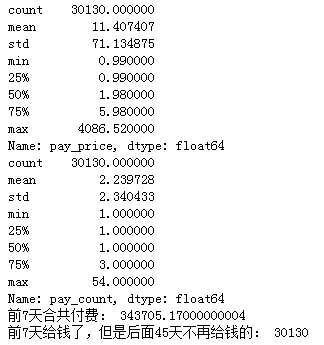 count    30130.000000
mean        11.407407
std         71.134875
min          0.990000
25%          0.990000
50%          1.980000
75%          5.980000
max       4086.520000
Name: pay_price, dtype: float64
count    30130.000000
mean         2.239728
std          2.340433
min          1.000000
25%          1.000000
50%          1.000000
75%          3.000000
max         54.000000
Name: pay_count, dtype: float64
前7天合共付费： 343705.17000000004
前7天给钱了，但是后面45天不再给钱的： 30130